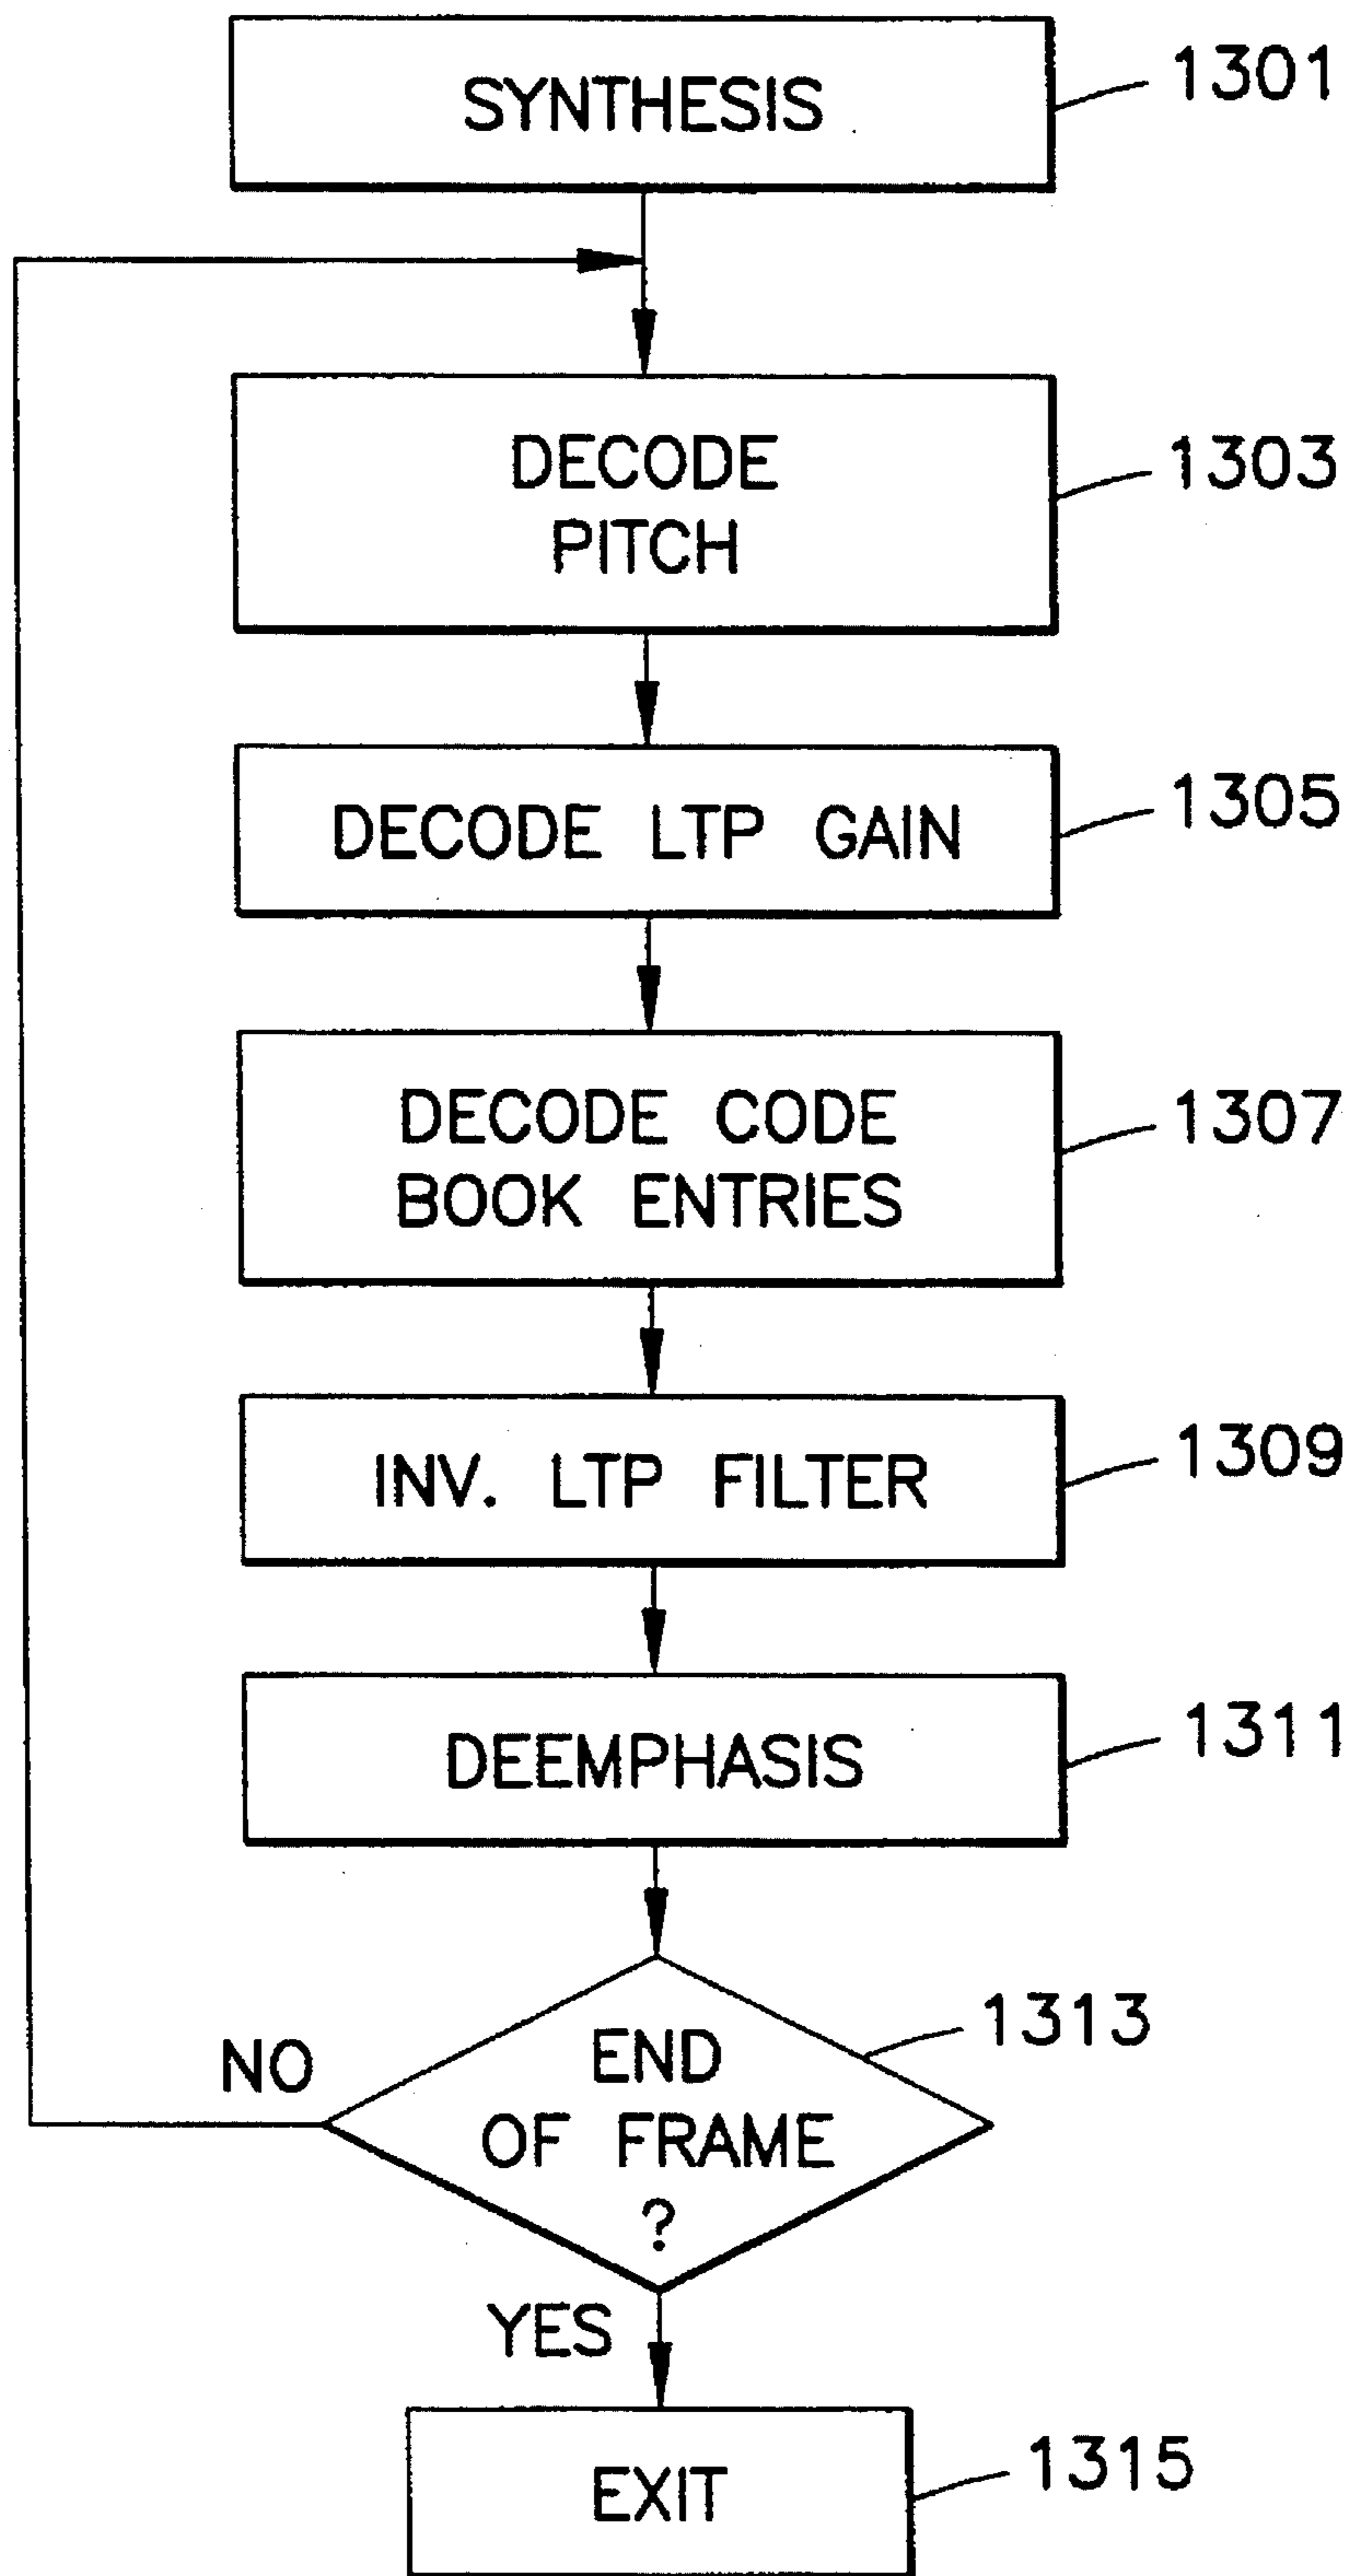 SYNTHESIS
1301
DECODE
PITCH
1303
DECODE LTP GAIN
1305
DECODE CODE
BOOK ENTRIES
1307
INV. LTP FILTER
1309
DEEMPHASIS
1311
END
OF FRAME
?
1313
NO
YES
EXIT
1315